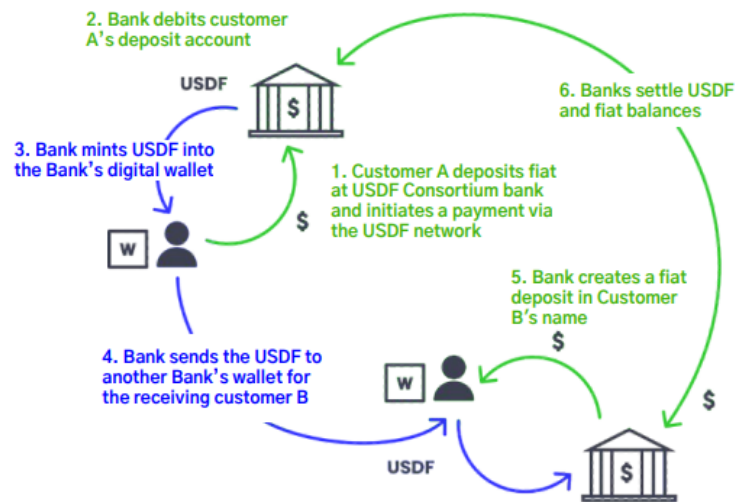 2. Bank debits customer
A's deposit account
USDF
$
6. Banks settle USDF
and fiat balances
3. Bank mints USDF into
the Bank's digital wallet
1. Customer A deposits fiat
at USDF Consortium bank
and initiates a payment via
the USDF network
$
W
5. Bank creates a fiat
deposit in Customer
B's name
$
4. Bank sends the USDF to
another Bank's wallet for
the receiving customer B
W
$
USDF
$